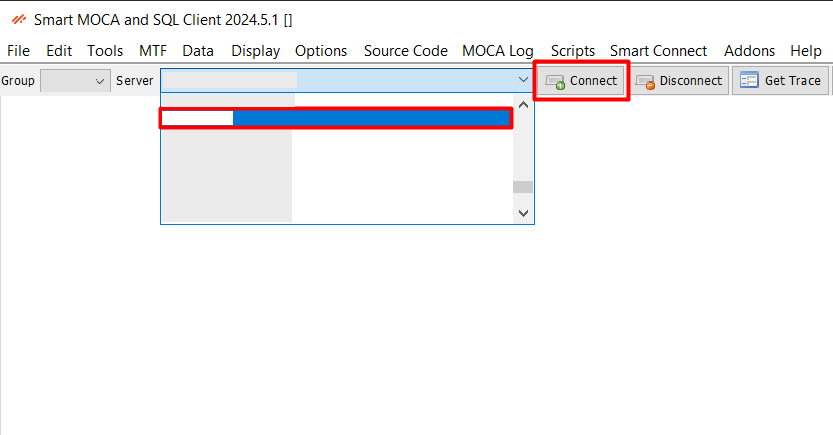 Smart MOCA and SQL Client 2024.5.1 []
File Edit Tools MTF Data Display Options Source Code MOCA Log Scripts Smart Connect Addons Help
Group Server Connect Disconnect Get Trace